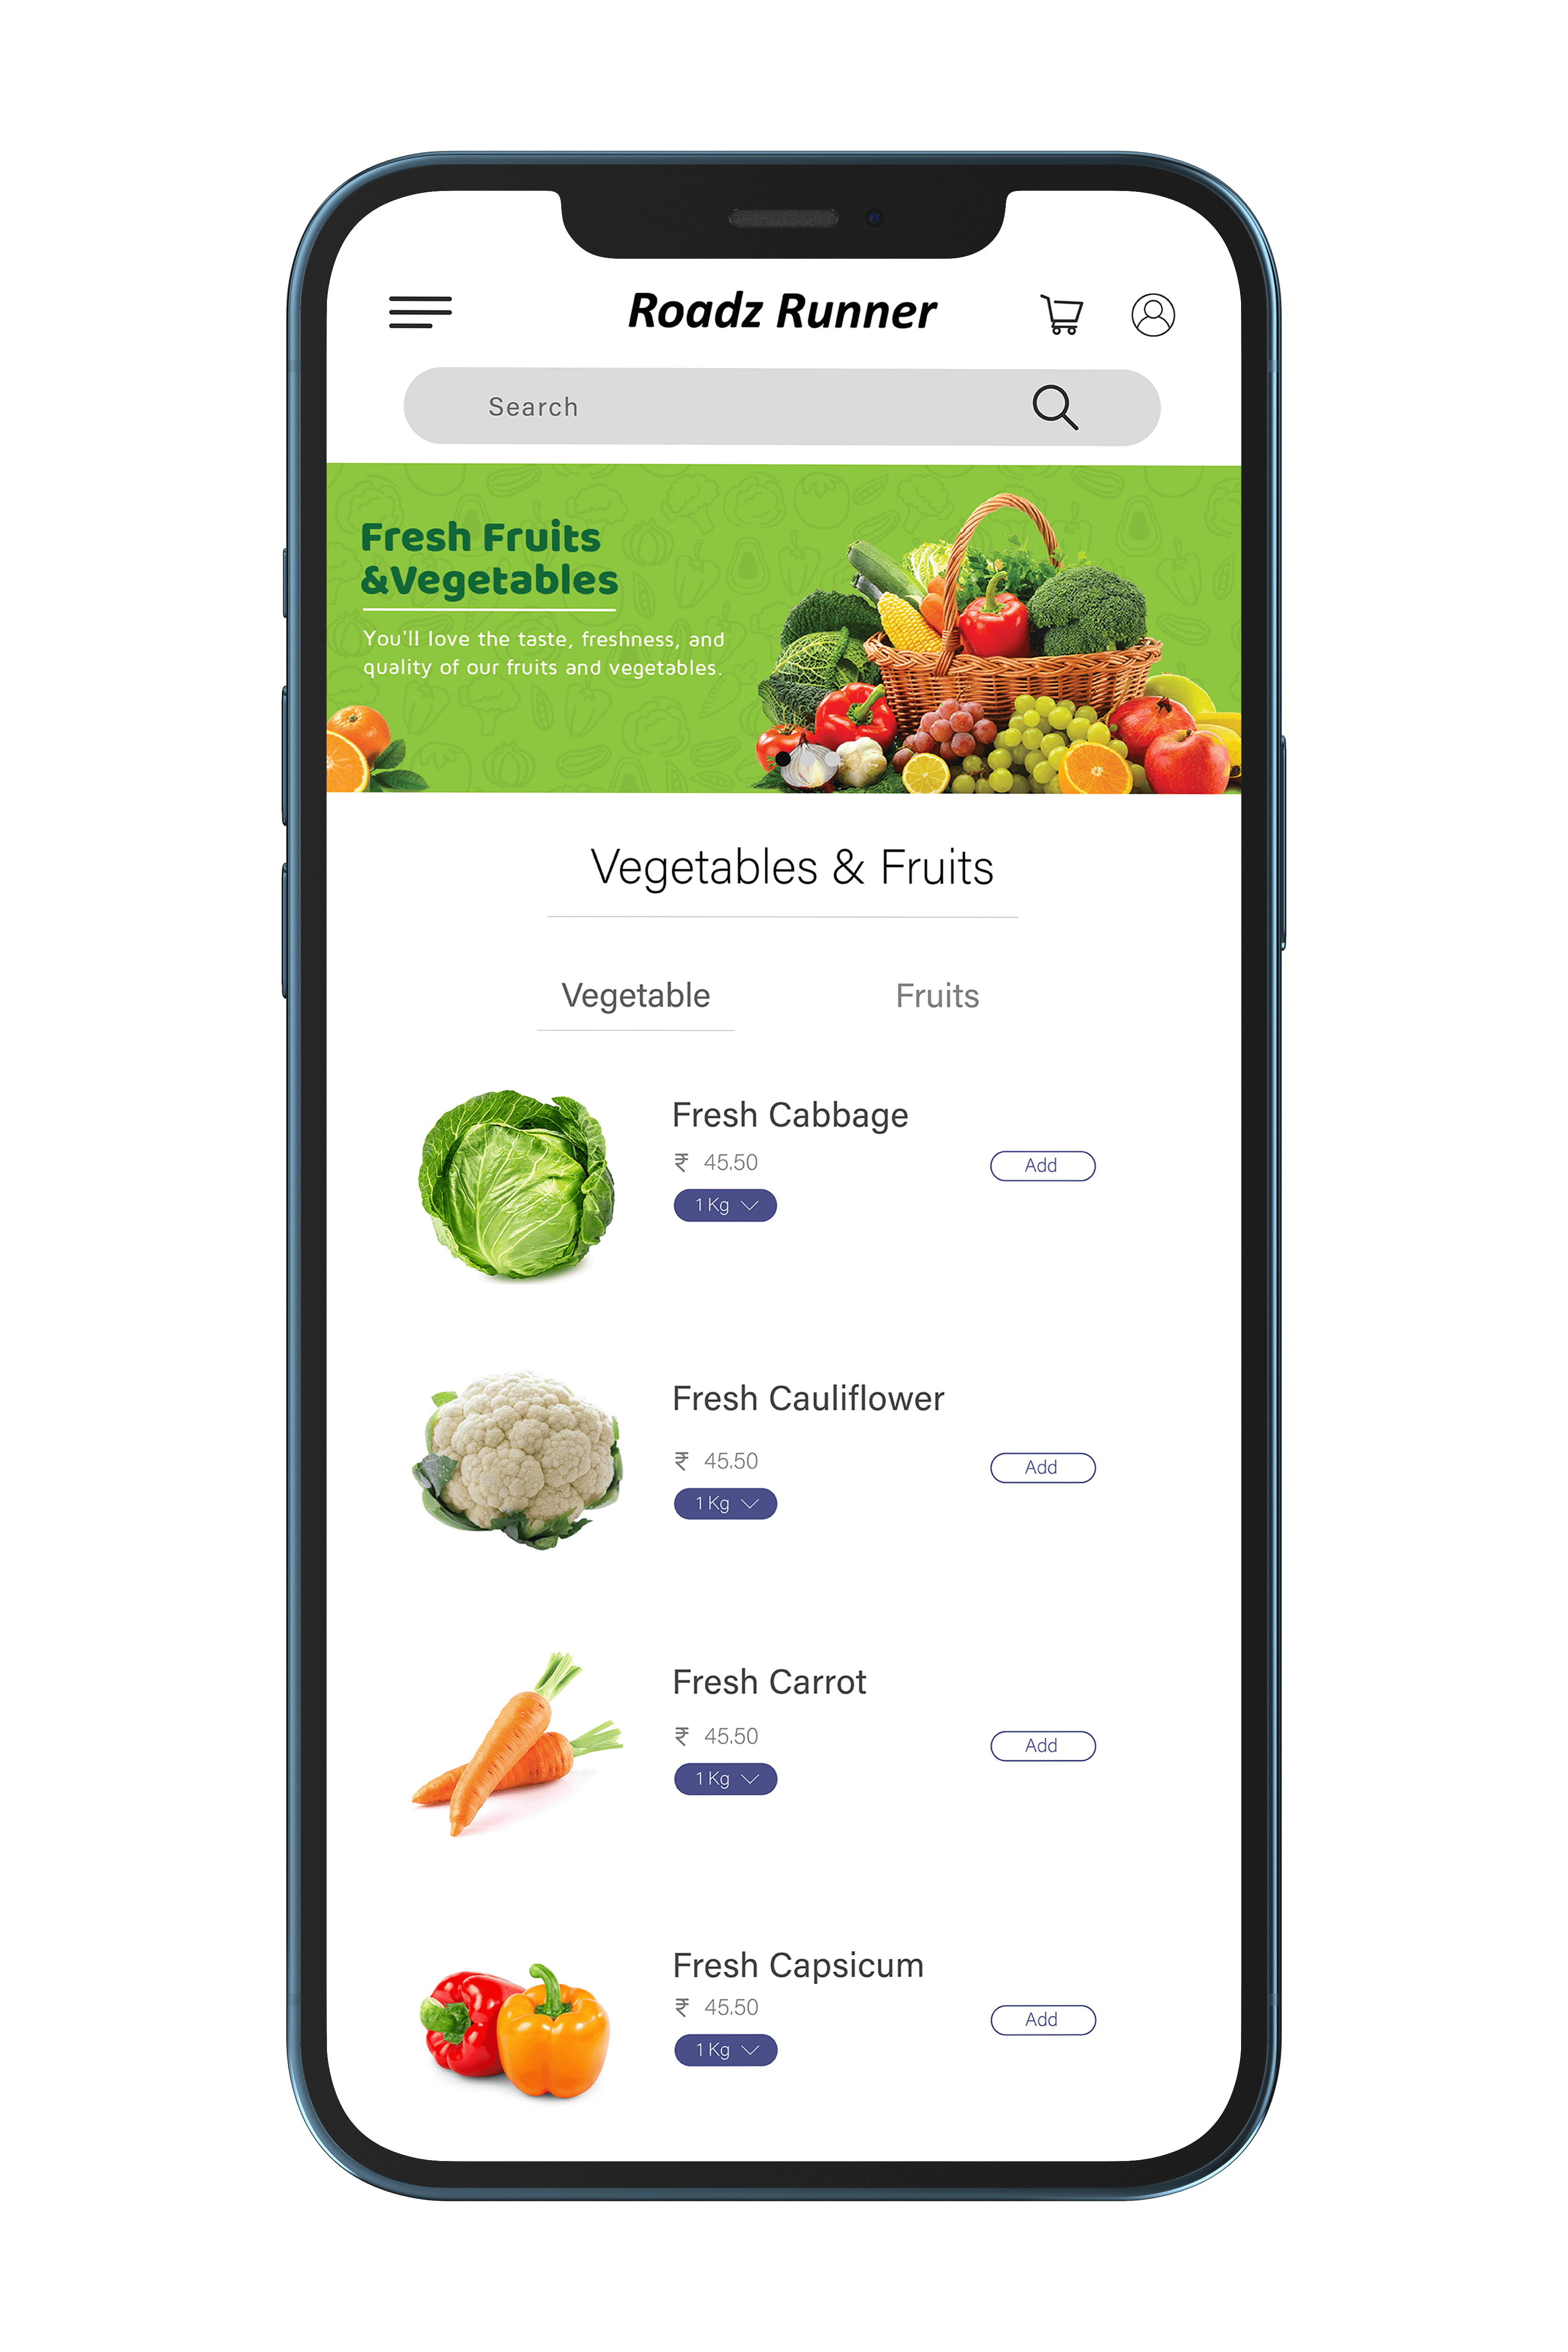 Roadz Runner
Search
Fresh Fruits
&Vegetables
You'll love the taste, freshness, and
quality of our fruits and vegetables.
Vegetables & Fruits
Vegetable Fruits
Fresh Cabbage
₹ 45.50
Add
1 Kg
Fresh Cauliflower
₹ 45.50
Add
1 Kg
Fresh Carrot
₹ 45.50
Add
1 Kg
Fresh Capsicum
₹ 45.50
Add
1 Kg